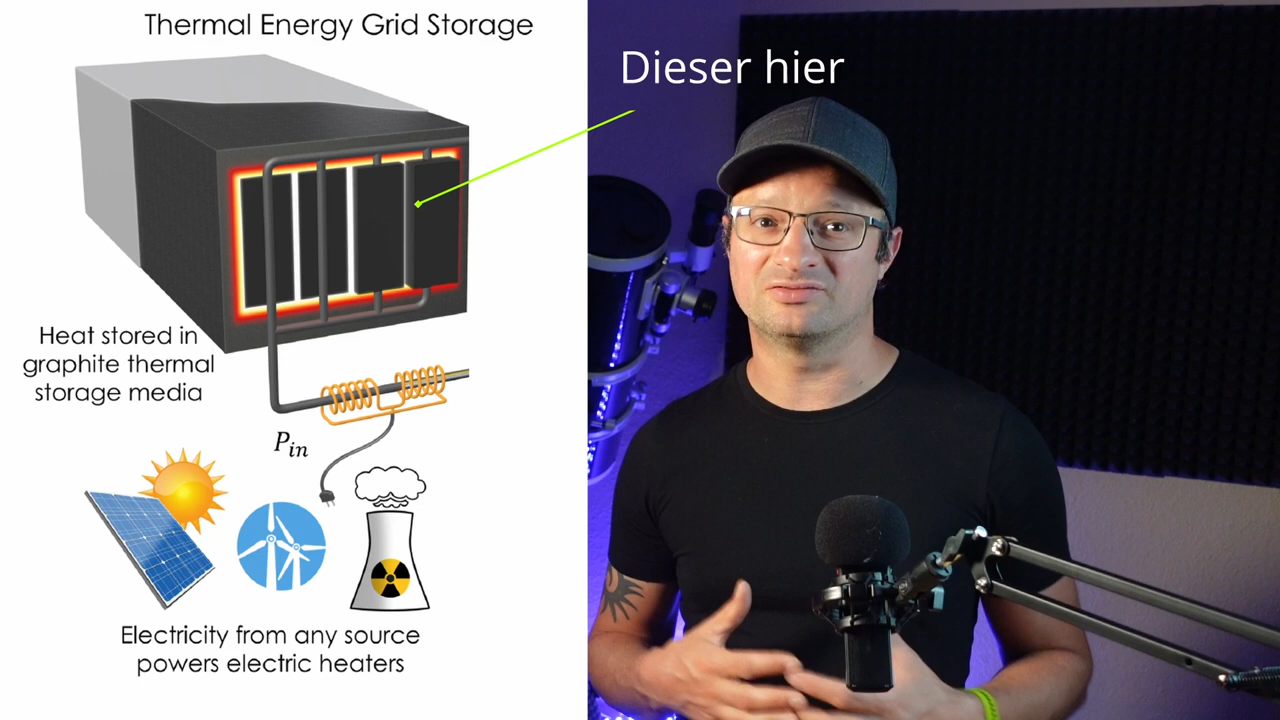 Thermal Energy Grid Storage
Dieser hier
Heat stored in
graphite thermal
storage media
P_in
Electricity from any source
powers electric heaters